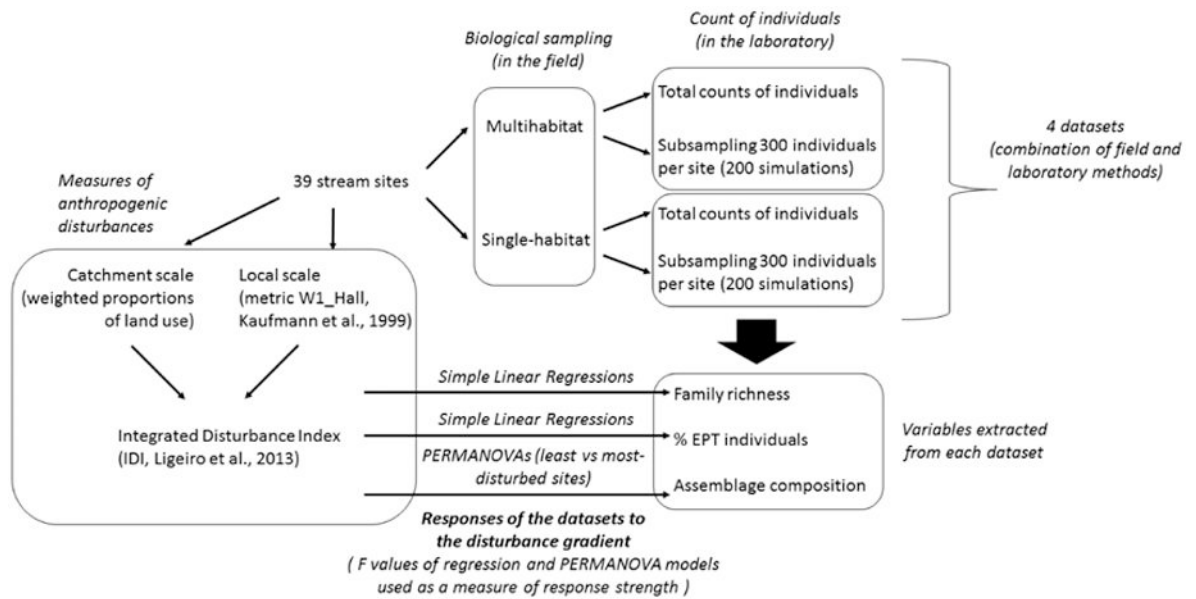 Count of individuals
(in the laboratory)
Biological sampling
(in the field)
Total counts of individuals
Multihabitat
Subsampling 300 individuals
per site (200 simulations)
4 datasets
(combination of field and
laboratory methods)
Measures of
anthropogenic
disturbances
39 stream sites
Total counts of individuals
Single-habitat
Subsampling 300 individuals
per site (200 simulations)
Catchment scale
(weighted proportions
of land use)
Local scale
(metric W1_Hall,
Kaufmann et al., 1999)
Simple Linear Regressions
Family richness
Simple Linear Regressions
Integrated Disturbance Index
(IDI, Ligeiro et al., 2013)
% EPT individuals
Variables extracted
from each dataset
PERMANOVAs (least vs most-
disturbed sites)
Assemblage composition
Responses of the datasets to
the disturbance gradient
( F values of regression and PERMANOVA models
used as a measure of response strength )